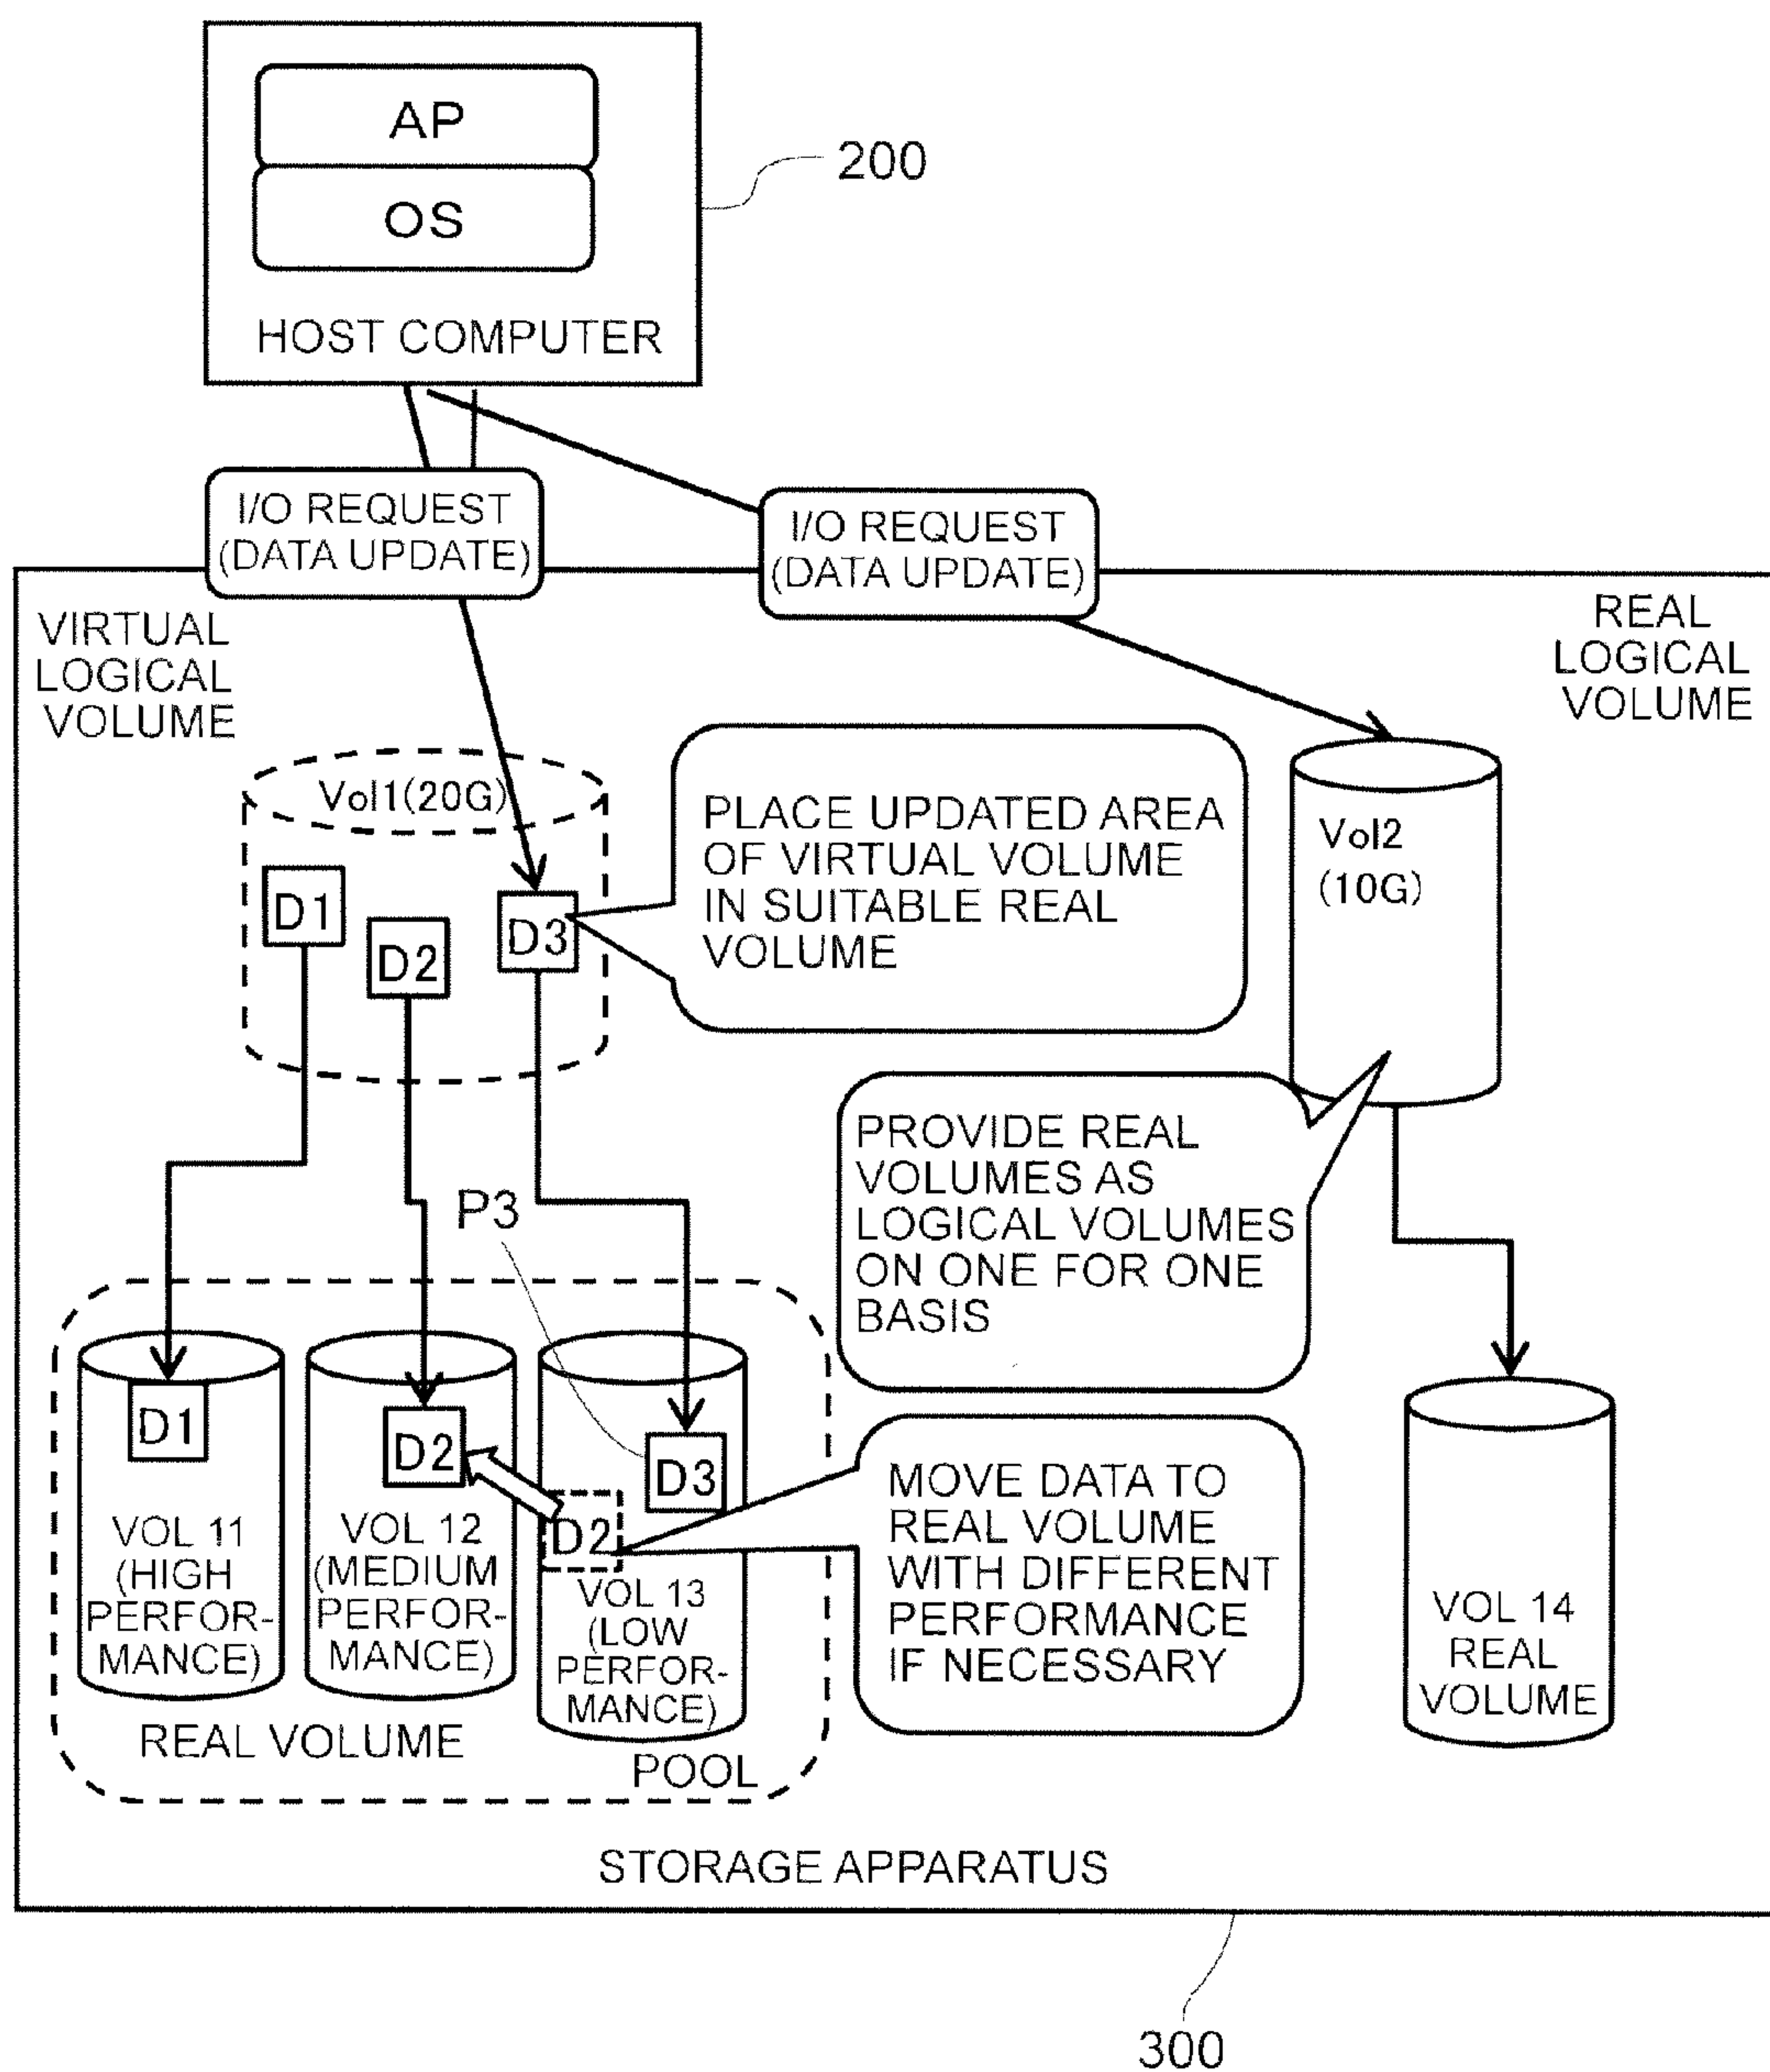 AP
OS
HOST COMPUTER
200
I/O REQUEST
(DATA UPDATE)
I/O REQUEST
(DATA UPDATE)
VIRTUAL
LOGICAL
VOLUME
REAL
LOGICAL
VOLUME
Vol1(20G)
D1
D2
D3
PLACE UPDATED AREA
OF VIRTUAL VOLUME
IN SUITABLE REAL
VOLUME
Vol2
(10G)
PROVIDE REAL
VOLUMES AS
LOGICAL VOLUMES
ON ONE FOR ONE
BASIS
P3
D1
VOL 11
(HIGH
PERFOR-
MANCE)
D2
VOL 12
(MEDIUM
PERFOR-
MANCE)
D3
D2
VOL 13
(LOW
PERFOR-
MANCE)
REAL VOLUME
POOL
MOVE DATA TO
REAL VOLUME
WITH DIFFERENT
PERFORMANCE
IF NECESSARY
VOL 14
REAL
VOLUME
STORAGE APPARATUS
300